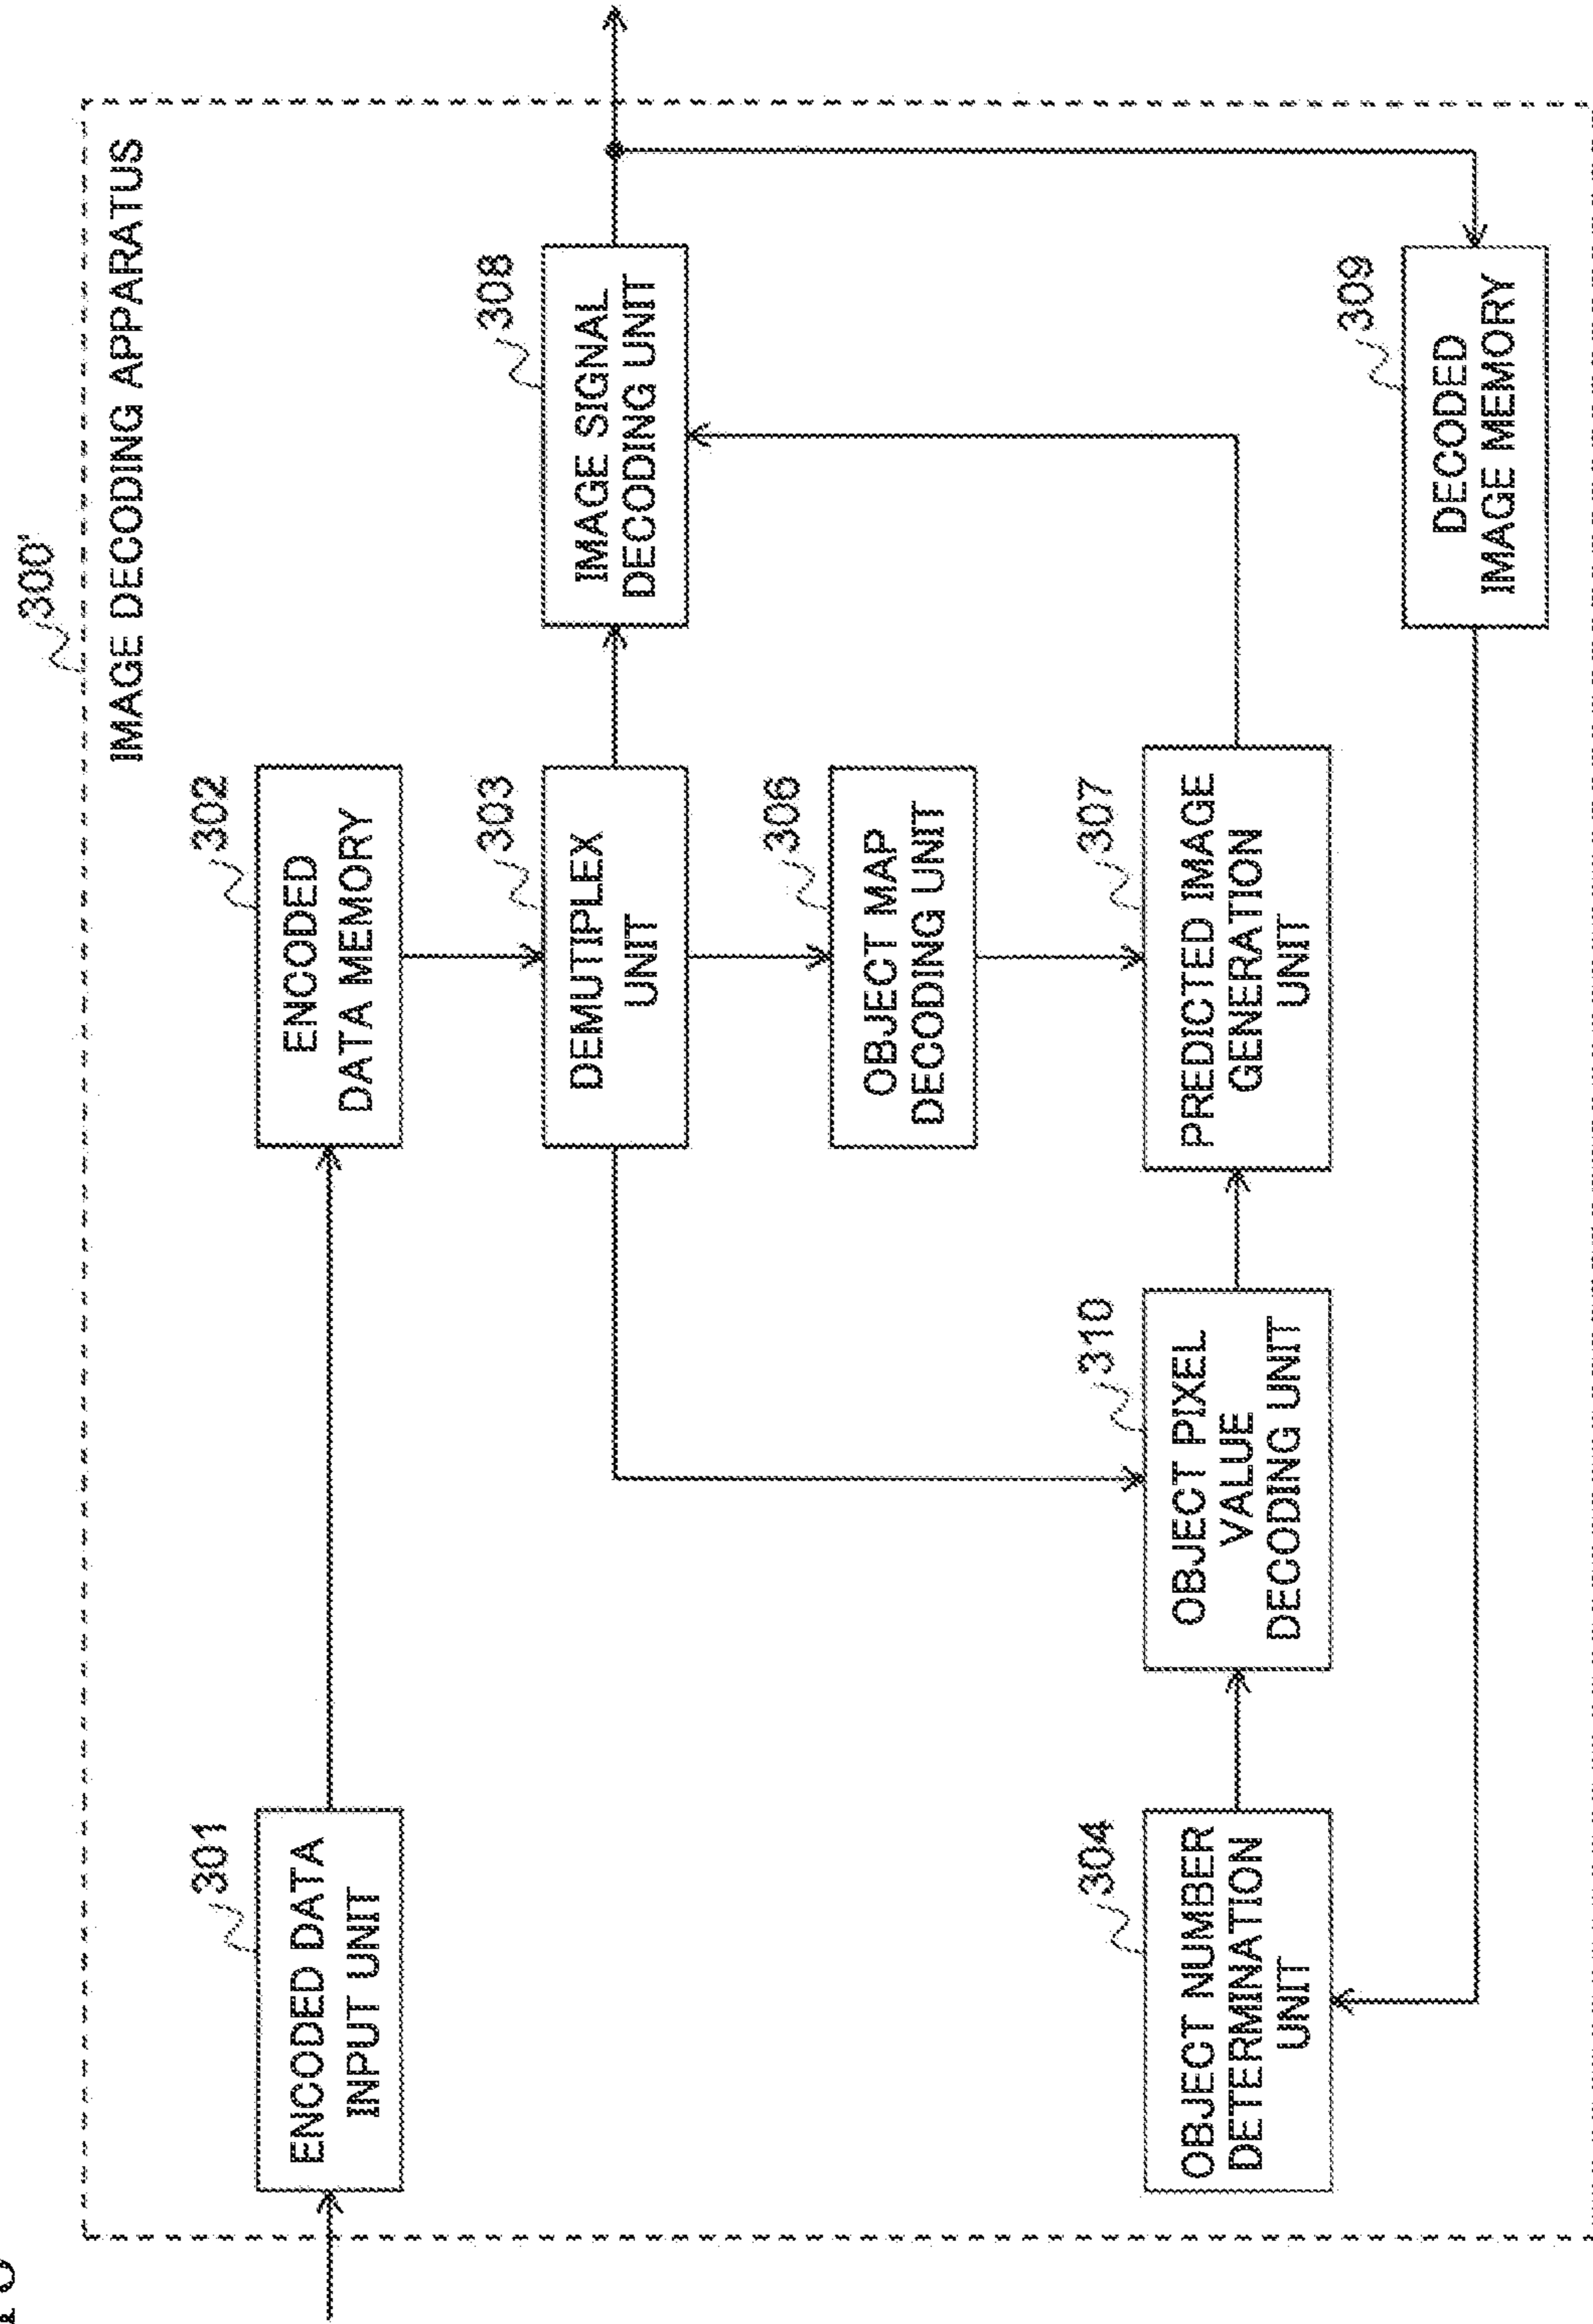 300'
IMAGE DECODING APPARATUS
301
ENCODED DATA
INPUT UNIT
302
ENCODED
DATA MEMORY
303
DEMUTIPLEX
UNIT
308
IMAGE SIGNAL
DECODING UNIT
306
OBJECT MAP
DECODING UNIT
304
OBJECT NUMBER
DETERMINATION
UNIT
310
OBJECT PIXEL
VALUE
DECODING UNIT
307
PREDICTED IMAGE
GENERATION
UNIT
309
DECODED
IMAGE MEMORY